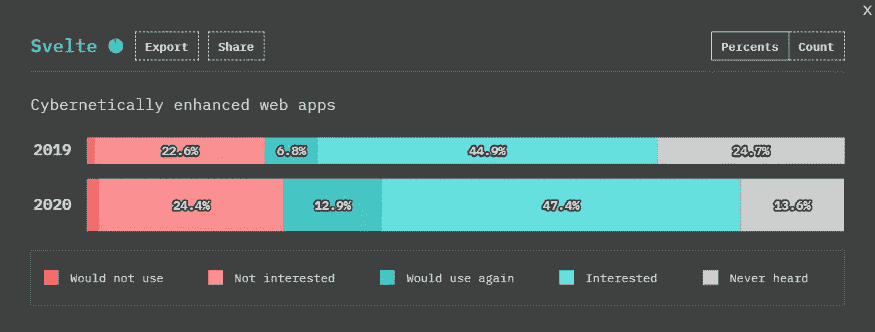 X
Svelte Export Share Percents Count
Cybernetically enhanced web apps
2019 22.6% 6.8% 44.9% 24.7%
2020 24.4% 12.9% 47.4% 13.6%
Would not use Not interested Would use again Interested Never heard